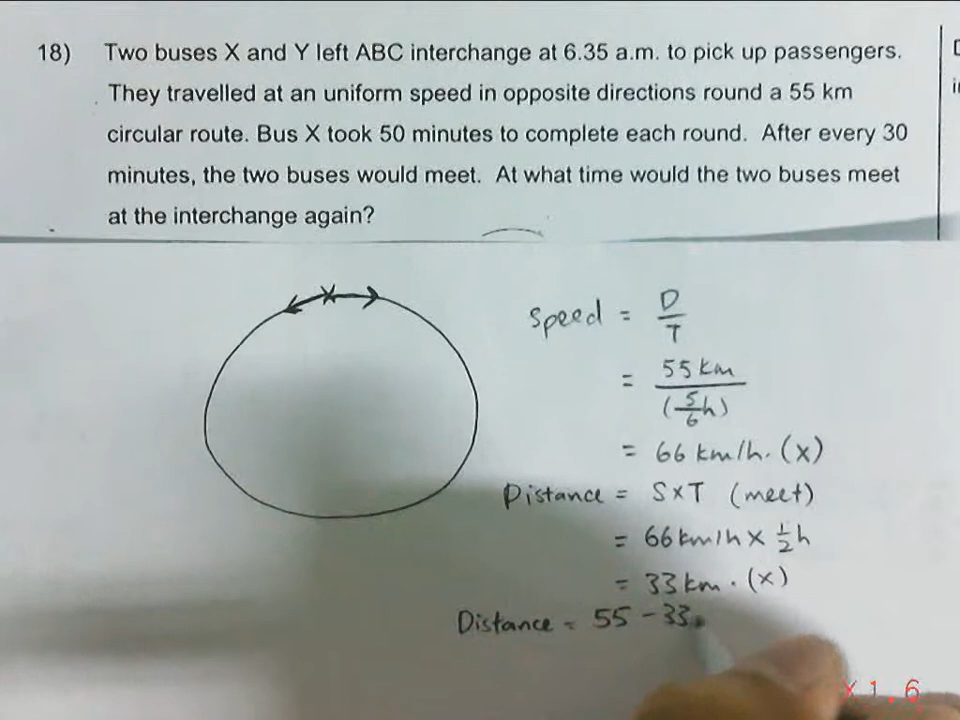 18) Two buses X and Y left ABC interchange at 6.35 a.m. to pick up passengers.
They travelled at an uniform speed in opposite directions round a 55 km
circular route. Bus X took 50 minutes to complete each round. After every 30
minutes, the two buses would meet. At what time would the two buses meet
at the interchange again?
Speed = D/T
= 55 km/(5/6 h)
= 66 km/h. (x)
Distance = S×T (meet)
= 66 km/h × 1/2 h
= 33 km. (x)
Distance = 55 - 33
x1.6